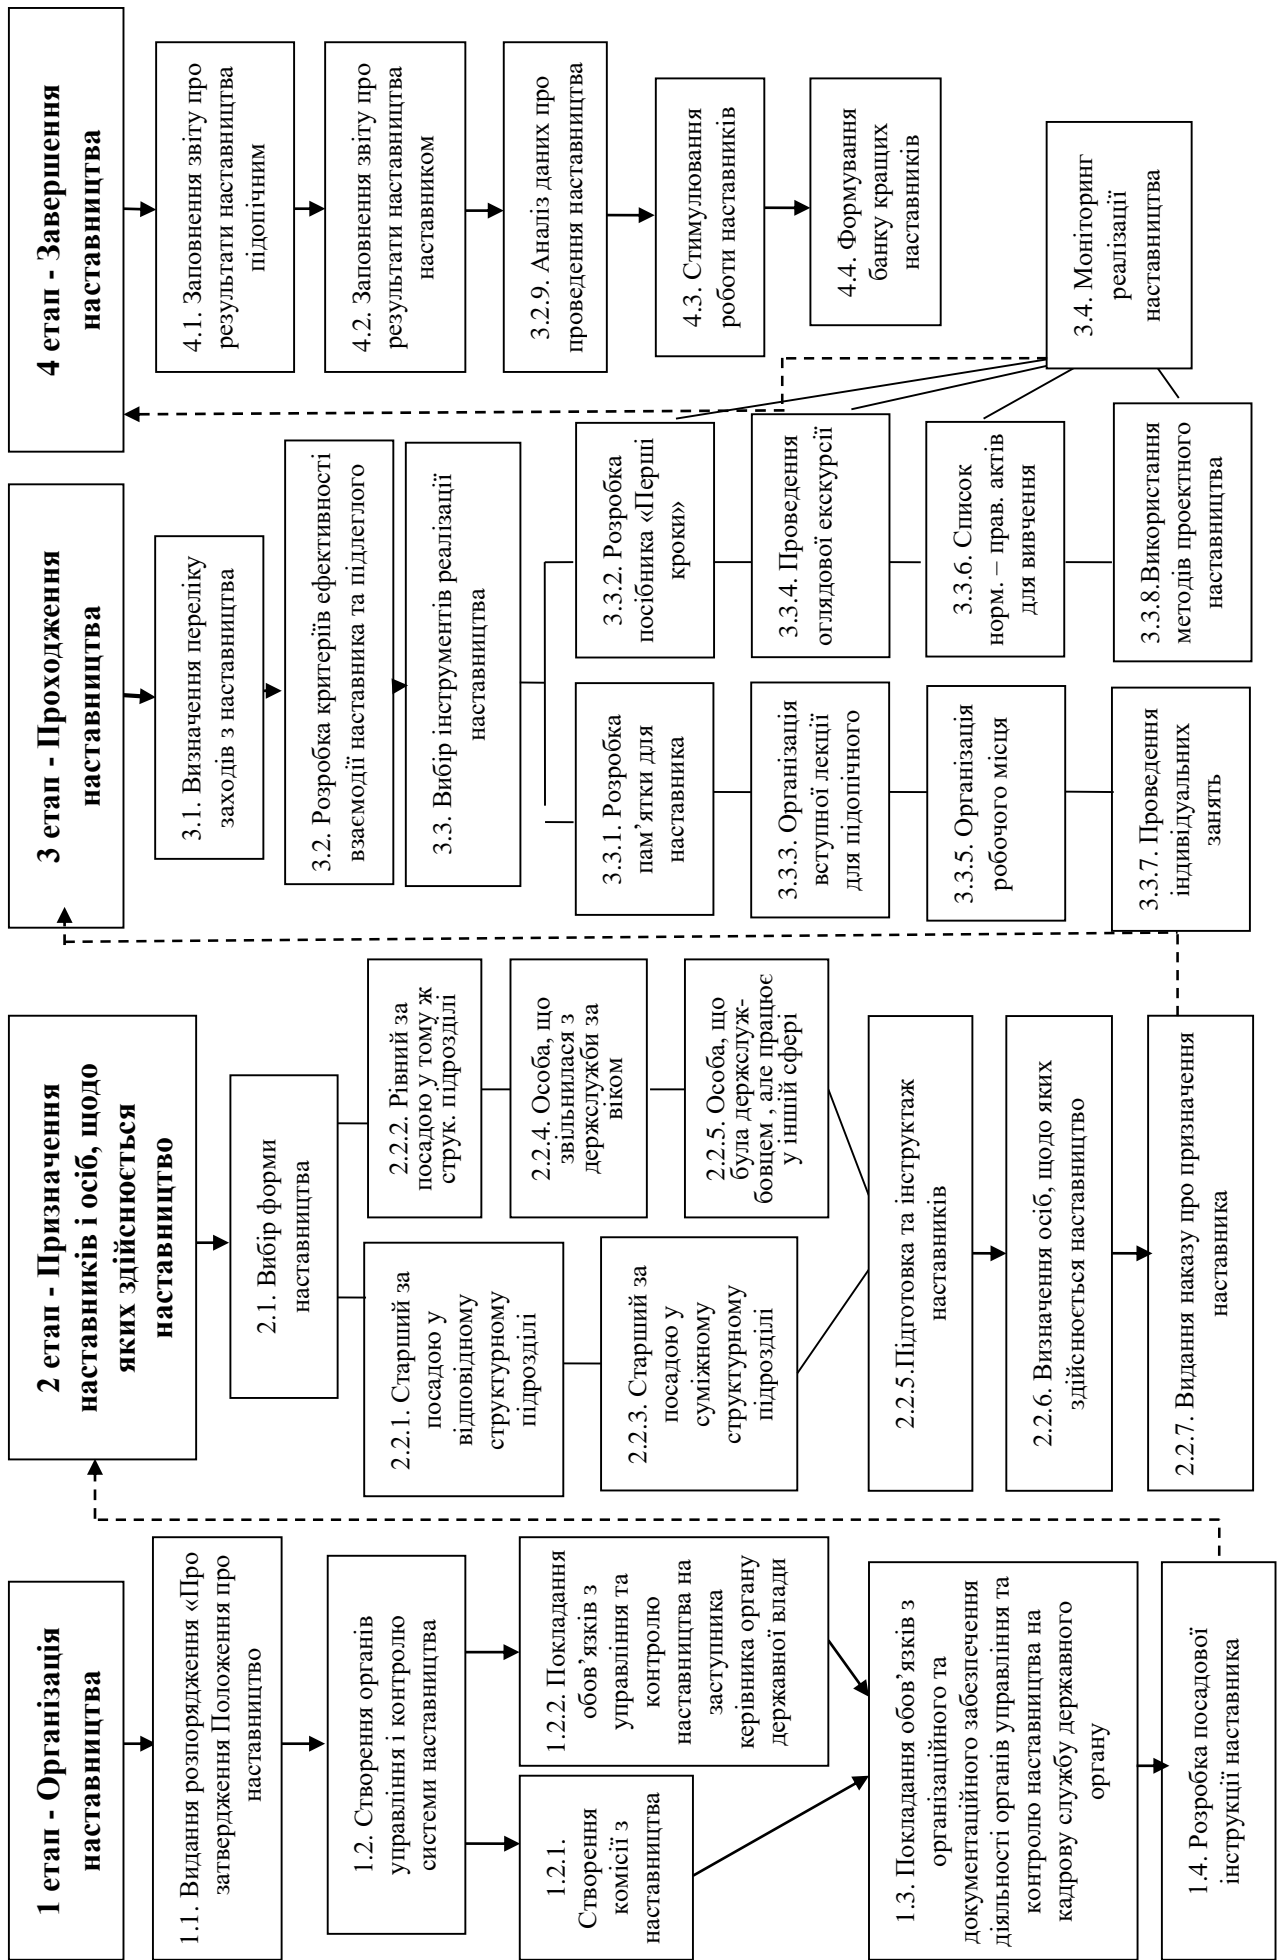 1 етап - Організація
наставництва
1.1. Видання розпорядження «Про
затвердження Положення про
наставництво
1.2. Створення органів
управління і контролю
системи наставництва
1.2.1.
Створення
комісії з
наставництва
1.2.2. Покладання
обов’язків з
управління та
контролю
наставництва на
заступника
керівника органу
державної влади
1.3. Покладання обов’язків з
організаційного та
документаційного забезпечення
діяльності органів управління та
контролю наставництва на
кадрову службу державного
органу
1.4. Розробка посадової
інструкції наставника
2 етап - Призначення
наставників і осіб, щодо
яких здійснюється
наставництво
2.1. Вибір форми
наставництва
2.2.1. Старший за
посадою у
відповідному
структурному
підрозділі
2.2.2. Рівний за
посадою у тому ж
струк. підрозділі
2.2.3. Старший за
посадою у
суміжному
структурному
підрозділі
2.2.4. Особа, що
звільнилася з
держслужби за
віком
2.2.5. Особа, що
була держслуж-
бовцем , але працює
у іншій сфері
2.2.5.Підготовка та інструктаж
наставників
2.2.6. Визначення осіб, щодо яких
здійснюється наставництво
2.2.7. Видання наказу про призначення
наставника
3 етап - Проходження
наставництва
3.1. Визначення переліку
заходів з наставництва
3.2. Розробка критеріїв ефективності
взаємодії наставника та підлеглого
3.3. Вибір інструментів реалізації
наставництва
3.3.1. Розробка
пам’ятки для
наставника
3.3.2. Розробка
посібника «Перші
кроки»
3.3.3. Організація
вступної лекції
для підопічного
3.3.4. Проведення
оглядової екскурсії
3.3.5. Організація
робочого місця
3.3.6. Список
норм. – прав. актів
для вивчення
3.3.7. Проведення
індивідуальних
занять
3.3.8.Використання
методів проектного
наставництва
3.4. Моніторинг
реалізації
наставництва
4 етап - Завершення
наставництва
4.1. Заповнення звіту про
результати наставництва
підопічним
4.2. Заповнення звіту про
результати наставництва
наставником
3.2.9. Аналіз даних про
проведення наставництва
4.3. Стимулювання
роботи наставників
4.4. Формування
банку кращих
наставників